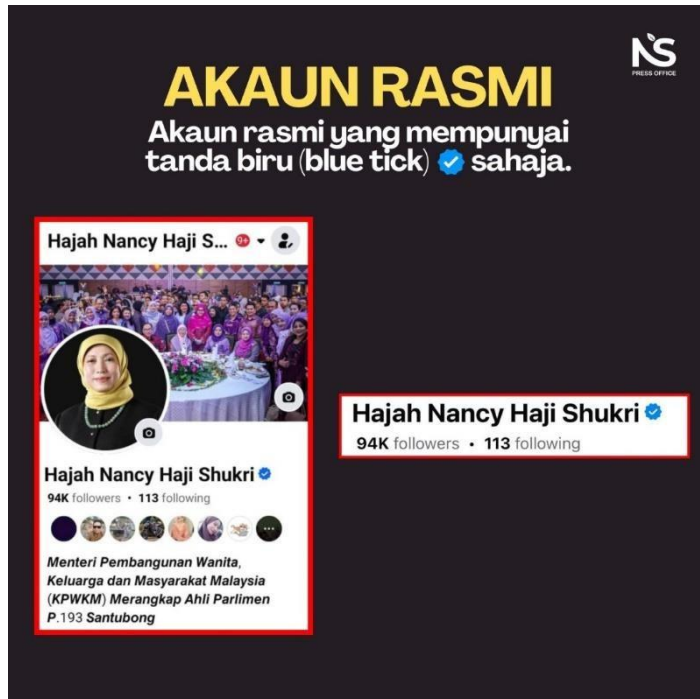 NS
PRESS OFFICE
AKAUN RASMI
Akaun rasmi yang mempunyai
tanda biru (blue tick) sahaja.
Hajah Nancy Haji S... 9+
Hajah Nancy Haji Shukri
94K followers • 113 following
Menteri Pembangunan Wanita,
Keluarga dan Masyarakat Malaysia
(KPWKM) Merangkap Ahli Parlimen
P.193 Santubong
Hajah Nancy Haji Shukri
94K followers • 113 following